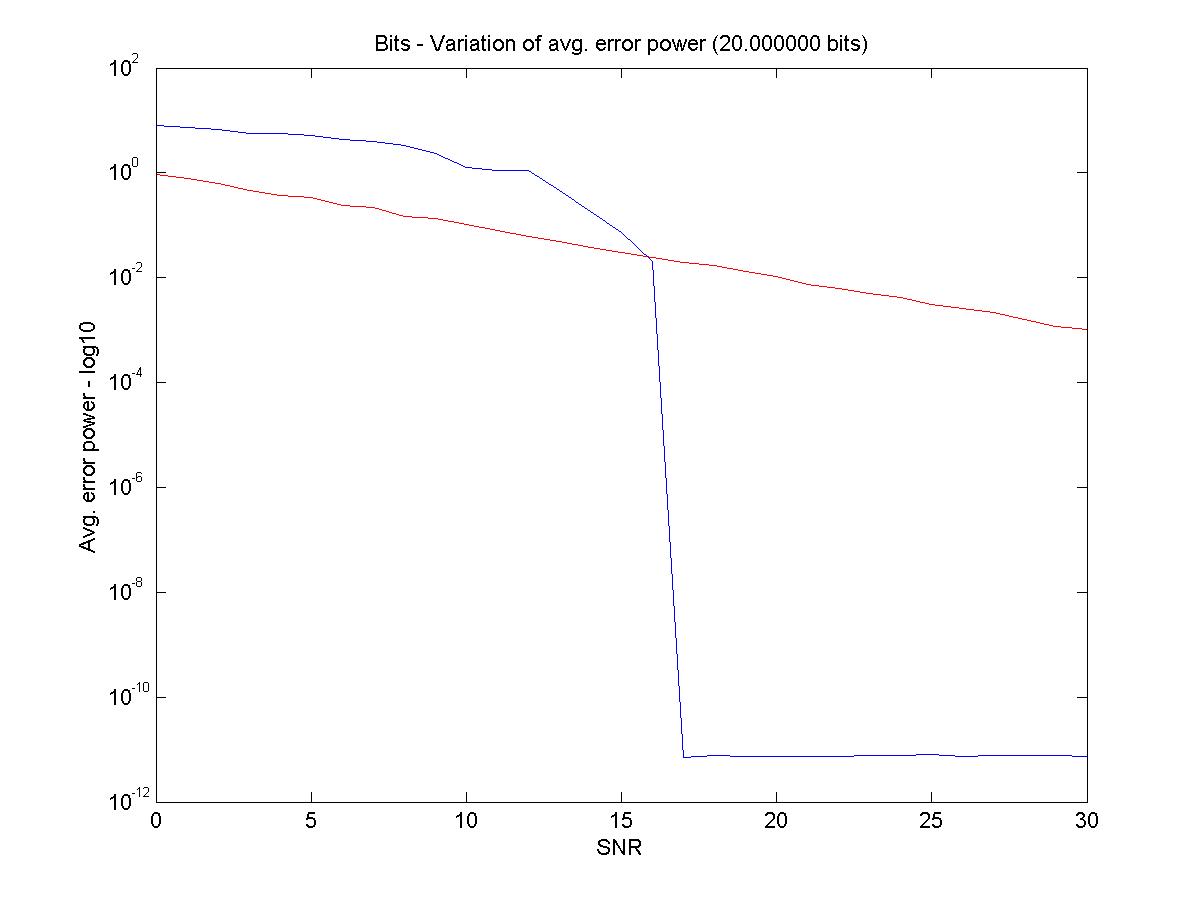 Bits - Variation of avg. error power (20.000000 bits)
Avg. error power - log10
10^2
10^0
10^-2
10^-4
10^-6
10^-8
10^-10
10^-12
0 5 10 15 20 25 30
SNR